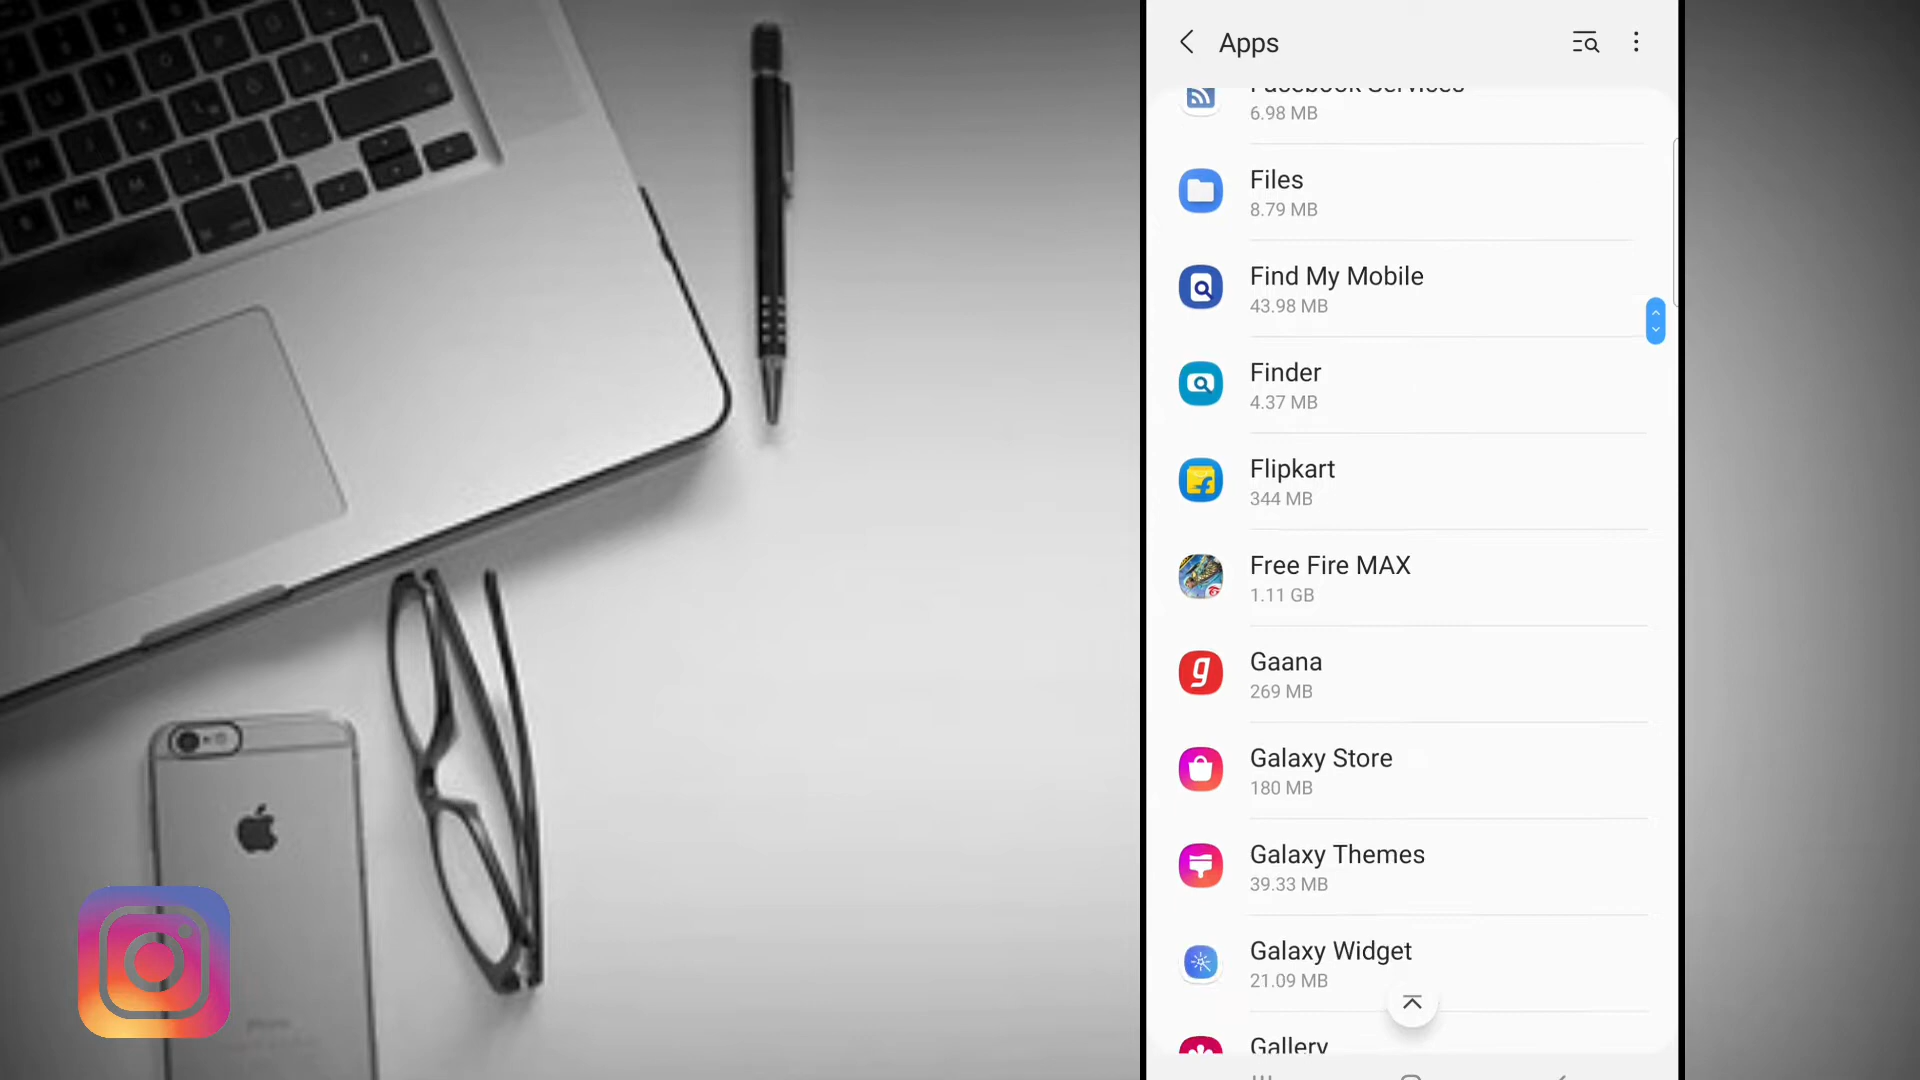 Apps
Facebook Services
6.98 MB
Files
8.79 MB
Find My Mobile
43.98 MB
Finder
4.37 MB
Flipkart
344 MB
Free Fire MAX
1.11 GB
Gaana
269 MB
Galaxy Store
180 MB
Galaxy Themes
39.33 MB
Galaxy Widget
21.09 MB
Gallery